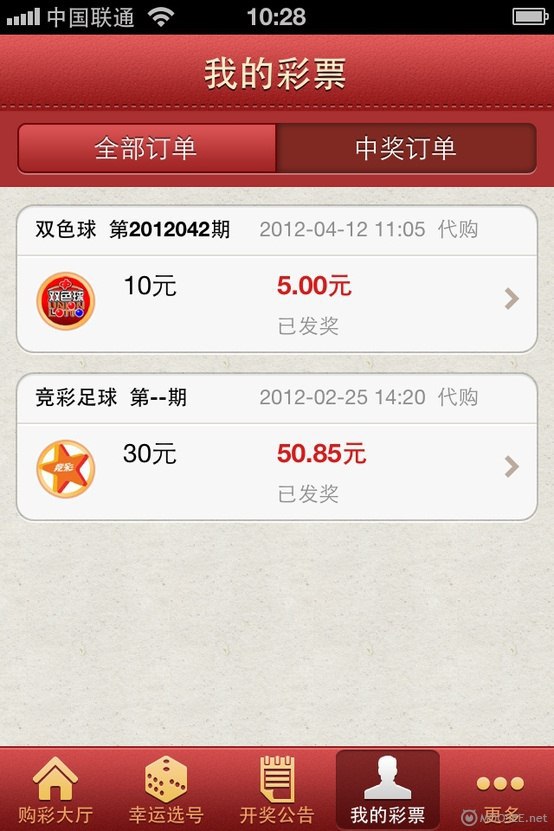 中国联通 10:28
我的彩票
全部订单 中奖订单
双色球 第2012042期 2012-04-12 11:05 代购
双色球
UNION
LOTTO
10元 5.00元
已发奖
竞彩足球 第--期 2012-02-25 14:20 代购
竞彩
30元 50.85元
已发奖
购彩大厅 幸运选号 开奖公告 我的彩票 更多